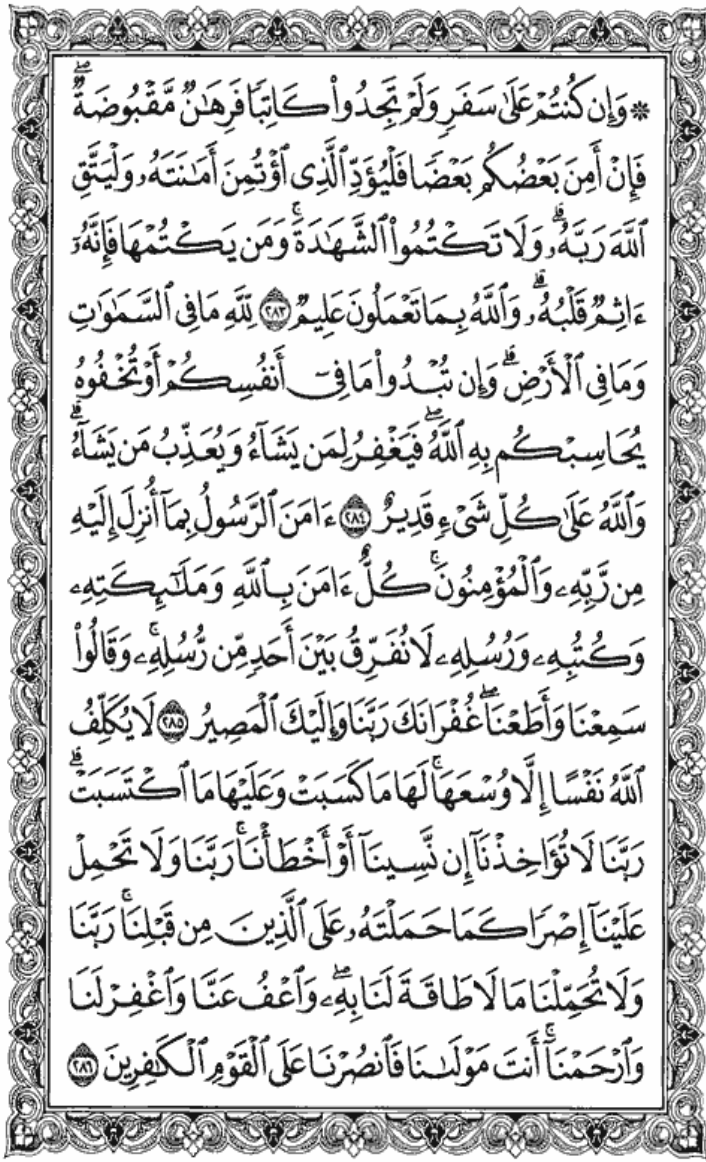 ۞ وَإِن كُنتُمْ عَلَىٰ سَفَرٍ وَلَمْ تَجِدُوا۟ كَاتِبًا فَرِهَٰنٌ مَّقْبُوضَةٌ ۖ
فَإِنْ أَمِنَ بَعْضُكُم بَعْضًا فَلْيُؤَدِّ ٱلَّذِى ٱؤْتُمِنَ أَمَٰنَتَهُۥ وَلْيَتَّقِ
ٱللَّهَ رَبَّهُۥ ۗ وَلَا تَكْتُمُوا۟ ٱلشَّهَٰدَةَ ۚ وَمَن يَكْتُمْهَا فَإِنَّهُۥٓ
ءَاثِمٌ قَلْبُهُۥ ۗ وَٱللَّهُ بِمَا تَعْمَلُونَ عَلِيمٌ ٢٨٣ لِّلَّهِ مَا فِى ٱلسَّمَٰوَٰتِ
وَمَا فِى ٱلْأَرْضِ ۗ وَإِن تُبْدُوا۟ مَا فِىٓ أَنفُسِكُمْ أَوْ تُخْفُوهُ
يُحَاسِبْكُم بِهِ ٱللَّهُ ۖ فَيَغْفِرُ لِمَن يَشَآءُ وَيُعَذِّبُ مَن يَشَآءُ ۗ
وَٱللَّهُ عَلَىٰ كُلِّ شَىْءٍ قَدِيرٌ ٢٨٤ ءَامَنَ ٱلرَّسُولُ بِمَآ أُنزِلَ إِلَيْهِ
مِن رَّبِّهِۦ وَٱلْمُؤْمِنُونَ ۚ كُلٌّ ءَامَنَ بِٱللَّهِ وَمَلَٰٓئِكَتِهِۦ
وَكُتُبِهِۦ وَرُسُلِهِۦ لَا نُفَرِّقُ بَيْنَ أَحَدٍ مِّن رُّسُلِهِۦ ۚ وَقَالُوا۟
سَمِعْنَا وَأَطَعْنَا ۖ غُفْرَانَكَ رَبَّنَا وَإِلَيْكَ ٱلْمَصِيرُ ٢٨٥ لَا يُكَلِّفُ
ٱللَّهُ نَفْسًا إِلَّا وُسْعَهَا ۚ لَهَا مَا كَسَبَتْ وَعَلَيْهَا مَا ٱكْتَسَبَتْ ۗ
رَبَّنَا لَا تُؤَاخِذْنَآ إِن نَّسِينَآ أَوْ أَخْطَأْنَا ۚ رَبَّنَا وَلَا تَحْمِلْ
عَلَيْنَآ إِصْرًا كَمَا حَمَلْتَهُۥ عَلَى ٱلَّذِينَ مِن قَبْلِنَا ۚ رَبَّنَا
وَلَا تُحَمِّلْنَا مَا لَا طَاقَةَ لَنَا بِهِۦ ۖ وَٱعْفُ عَنَّا وَٱغْفِرْ لَنَا
وَٱرْحَمْنَآ ۚ أَنتَ مَوْلَىٰنَا فَٱنصُرْنَا عَلَى ٱلْقَوْمِ ٱلْكَٰفِرِينَ ٢٨٦